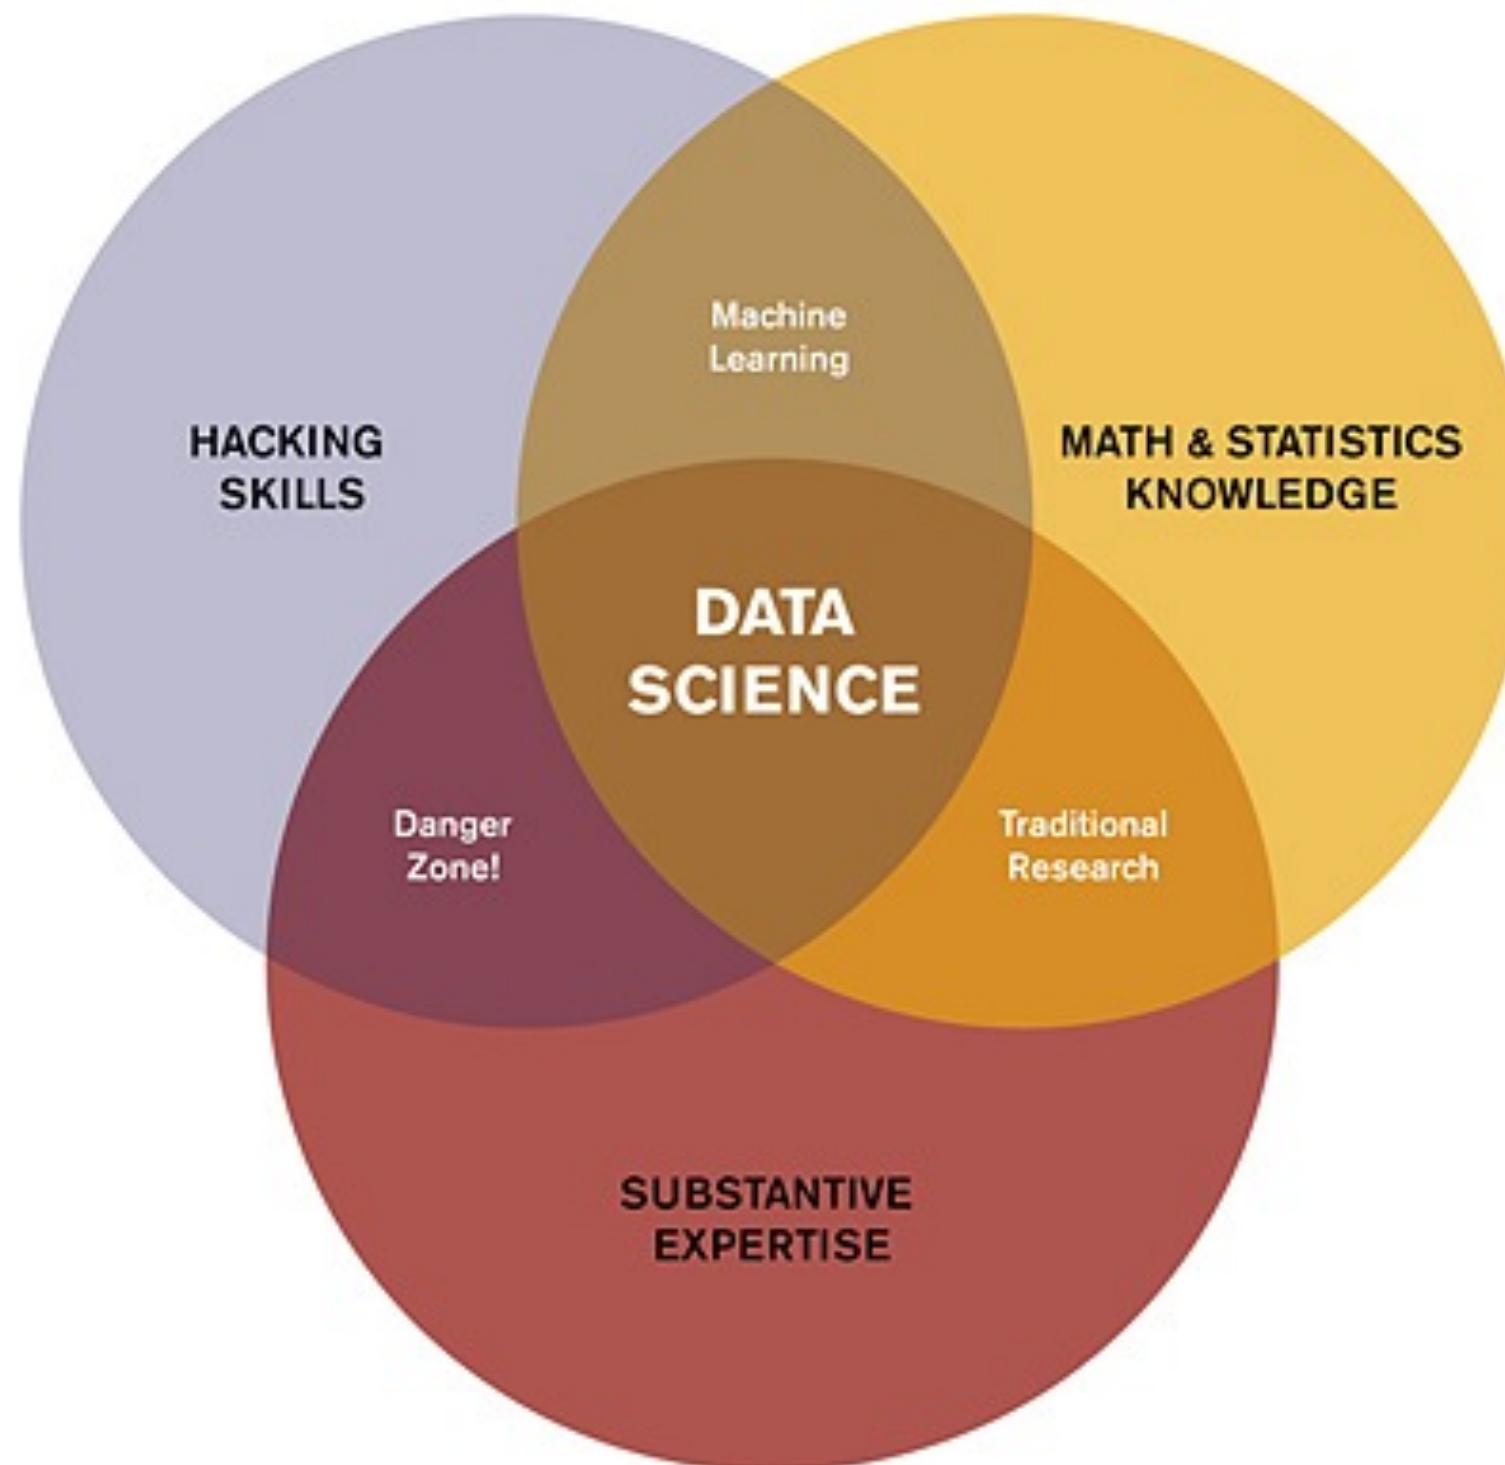 Machine
Learning
HACKING
SKILLS
MATH & STATISTICS
KNOWLEDGE
DATA
SCIENCE
Danger
Zone!
Traditional
Research
SUBSTANTIVE
EXPERTISE